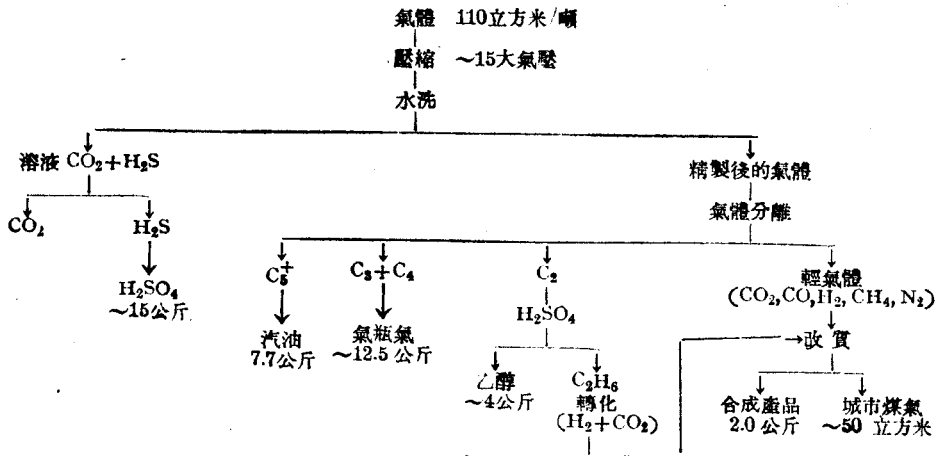 氣體 110立方米/噸
壓縮 ~15大氣壓
水洗
溶液 CO₂+H₂S
精製後的氣體
氣體分離
CO₂
H₂S
C₅⁺
C₃+C₄
C₂
輕氣體
(CO₂,CO,H₂,CH₄,N₂)
H₂SO₄
~15公斤
汽油
7.7公斤
氣瓶氣
~12.5公斤
H₂SO₄
改質
乙醇
~4公斤
C₂H₆
轉化
(H₂+CO₂)
合成產品
2.0公斤
城市煤氣
~50立方米